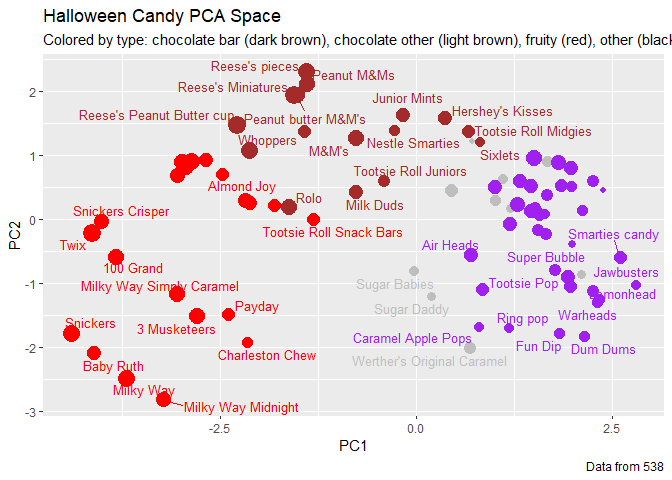 Halloween Candy PCA Space
Colored by type: chocolate bar (dark brown), chocolate other (light brown), fruity (red), other (blac
Reese's pieces
Peanut M&Ms
Reese's Miniatures
Junior Mints
Reese's Peanut Butter cup
Peanut butter M&M's
Hershey's Kisses
Tootsie Roll Midgies
Whoppers
M&M's
Nestle Smarties
Sixlets
Tootsie Roll Juniors
Almond Joy
Rolo
Milk Duds
Snickers Crisper
Tootsie Roll Snack Bars
Twix
Air Heads
Smarties candy
100 Grand
Super Bubble
Milky Way Simply Caramel
Sugar Babies
Tootsie Pop
Jawbusters
Sugar Daddy
Lemonhead
Payday
Snickers
3 Musketeers
Ring pop
Warheads
Caramel Apple Pops
Fun Dip
Dum Dums
Charleston Chew
Werther's Original Caramel
Baby Ruth
Milky Way
Milky Way Midnight
2
1
0
-1
-2
-3
PC2
-2.5
0.0
2.5
PC1
Data from 538